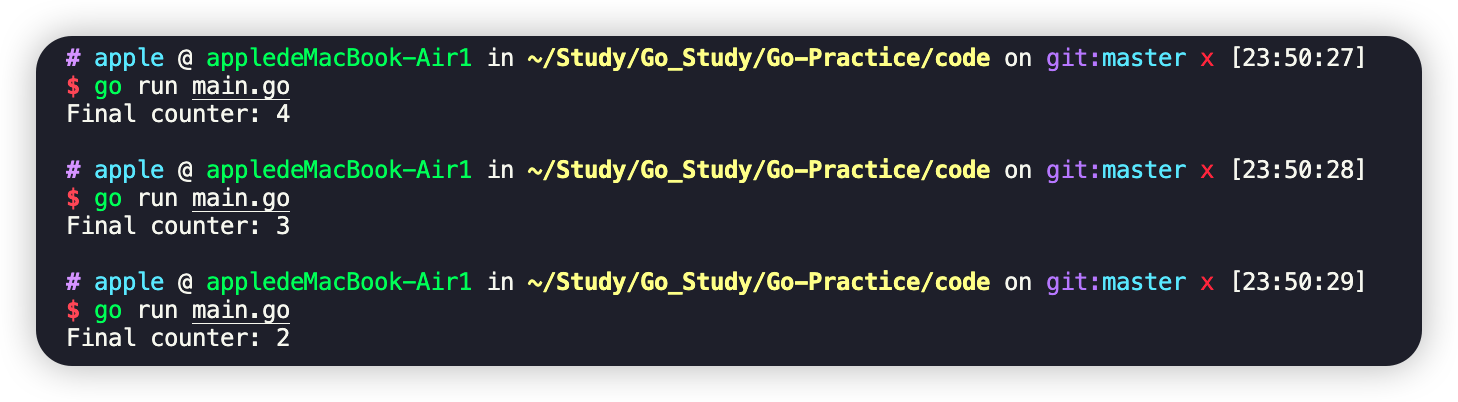 # apple @ appledeMacBook-Air1 in ~/Study/Go_Study/Go-Practice/code on git:master x [23:50:27]
$ go run main.go
Final counter: 4
# apple @ appledeMacBook-Air1 in ~/Study/Go_Study/Go-Practice/code on git:master x [23:50:28]
$ go run main.go
Final counter: 3
# apple @ appledeMacBook-Air1 in ~/Study/Go_Study/Go-Practice/code on git:master x [23:50:29]
$ go run main.go
Final counter: 2